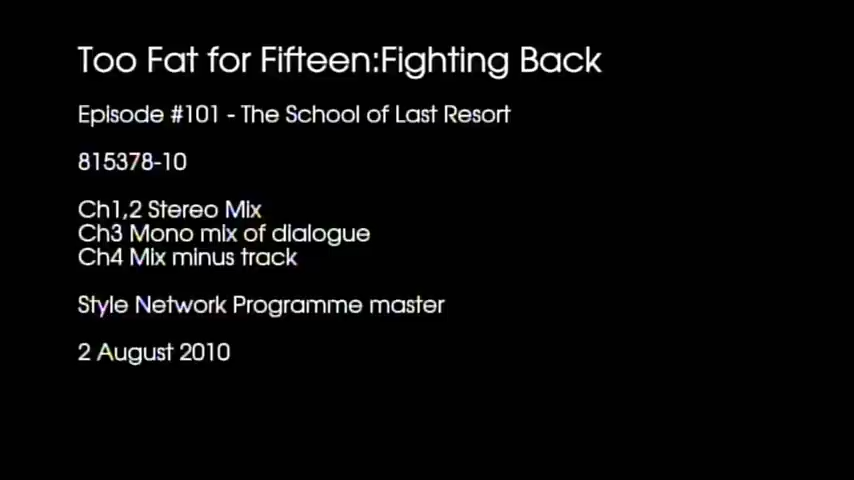 Too Fat for Fifteen:Fighting Back
Episode #101 - The School of Last Resort
815378-10
Ch1,2 Stereo Mix
Ch3 Mono mix of dialogue
Ch4 Mix minus track
Style Network Programme master
2 August 2010